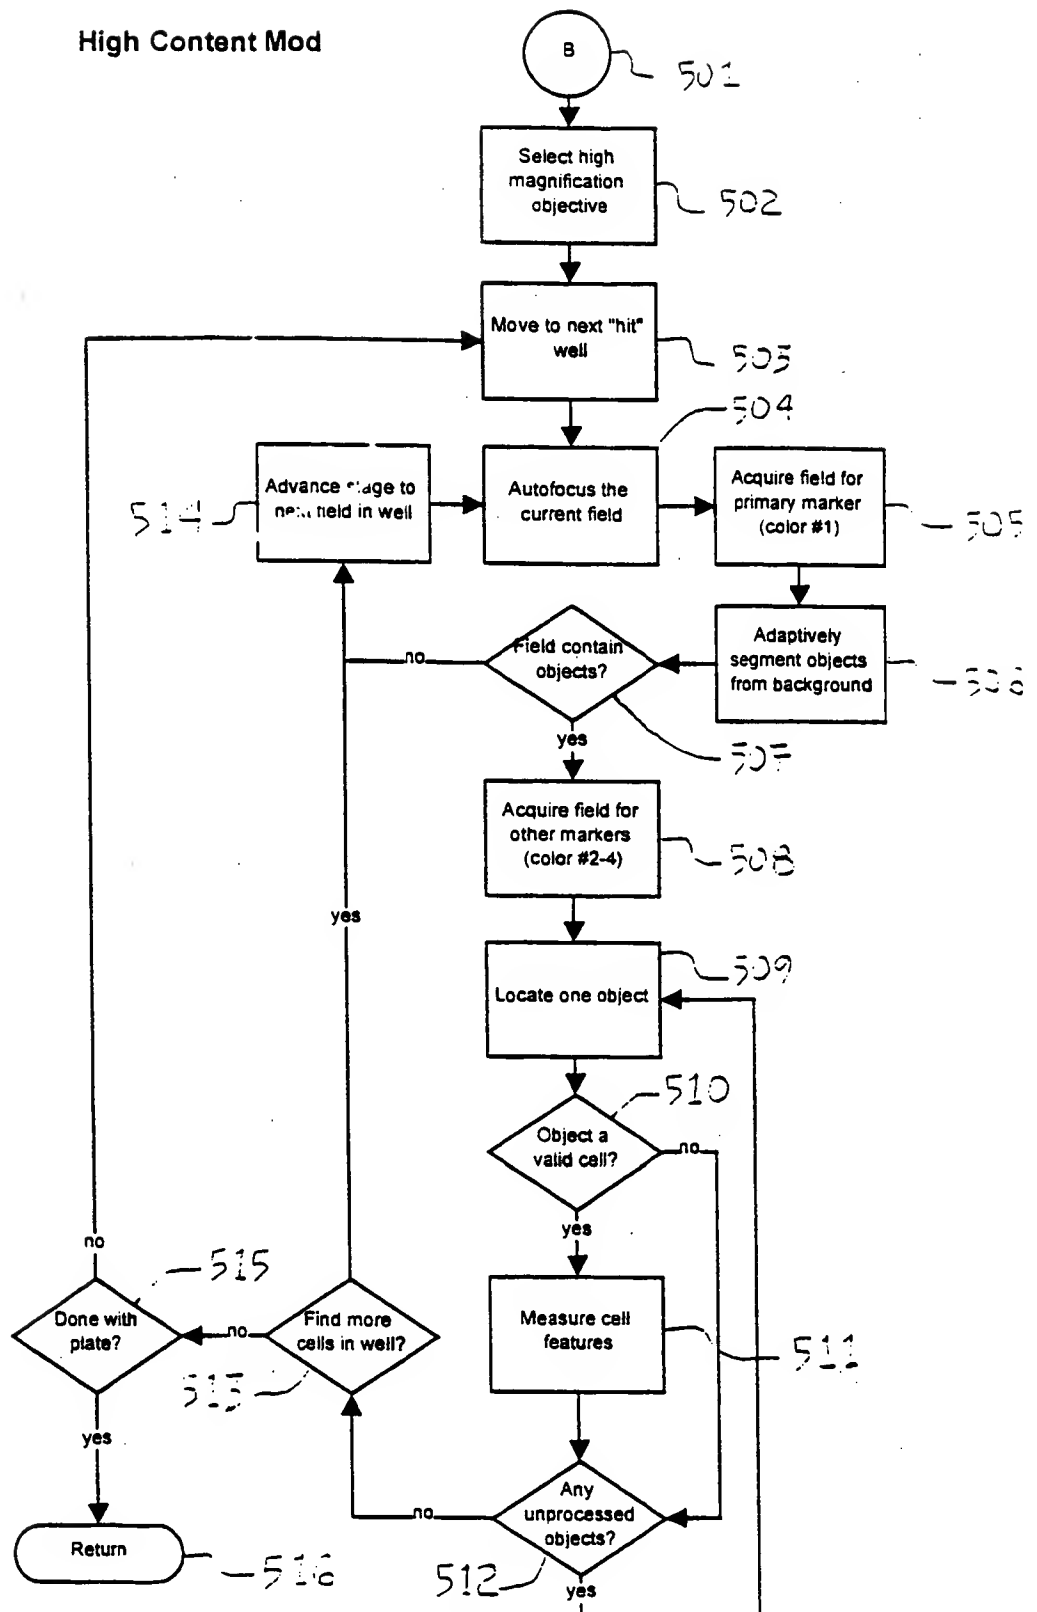 High Content Mod
B
501
Select high
magnification
objective
502
Move to next "hit"
well
503
504
Advance stage to
next field in well
514
Autofocus the
current field
Acquire field for
primary marker
(color #1)
505
Field contain
objects?
no
Adaptively
segment objects
from background
506
yes
507
Acquire field for
other markers
(color #2-4)
508
yes
509
Locate one object
510
Object a
valid cell?
no
yes
no
515
Done with
plate?
no
Find more
cells in well?
513
Measure cell
features
511
yes
Any
unprocessed
objects?
no
Return
516
512
yes